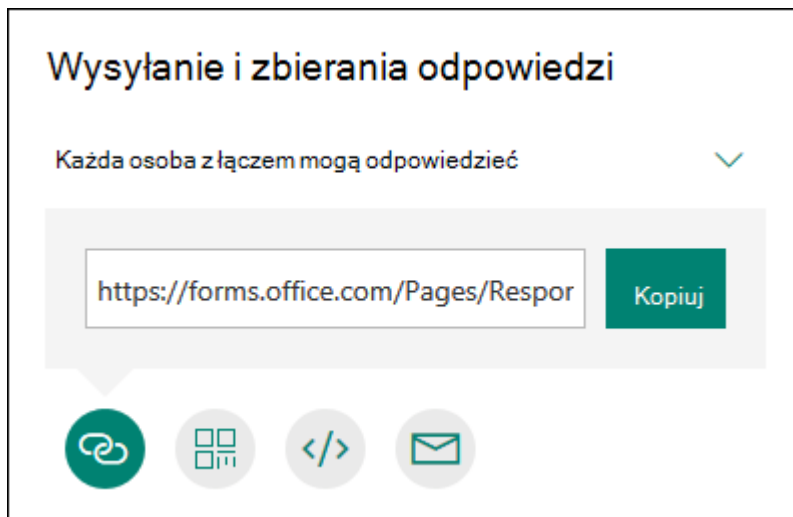 Wysyłanie i zbierania odpowiedzi
Każda osoba z łączem mogą odpowiedzieć
https://forms.office.com/Pages/Respor
Kopiuj